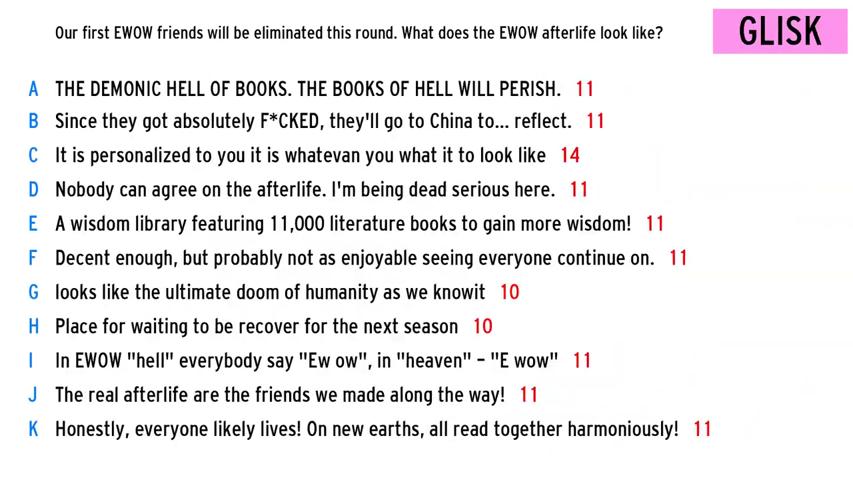 Our first EWOW friends will be eliminated this round. What does the EWOW afterlife look like?
GLISK
A THE DEMONIC HELL OF BOOKS. THE BOOKS OF HELL WILL PERISH. 11
B Since they got absolutely F*CKED, they'll go to China to... reflect. 11
C It is personalized to you it is whatevan you what it to look like 14
D Nobody can agree on the afterlife. I'm being dead serious here. 11
E A wisdom library featuring 11,000 literature books to gain more wisdom! 11
F Decent enough, but probably not as enjoyable seeing everyone continue on. 11
G looks like the ultimate doom of humanity as we knowit 10
H Place for waiting to be recover for the next season 10
I In EWOW "hell" everybody say "Ew ow", in "heaven" - "E wow" 11
J The real afterlife are the friends we made along the way! 11
K Honestly, everyone likely lives! On new earths, all read together harmoniously! 11